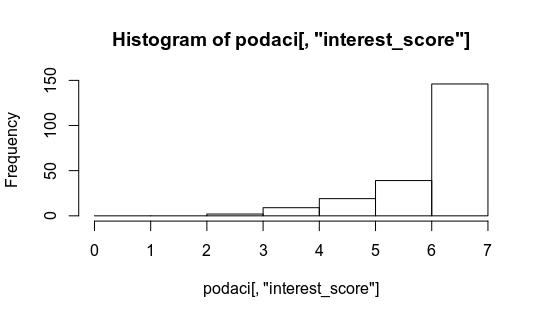 Histogram of podaci[, "interest_score"]
Frequency
150
100
50
0
0 1 2 3 4 5 6 7
podaci[, "interest_score"]